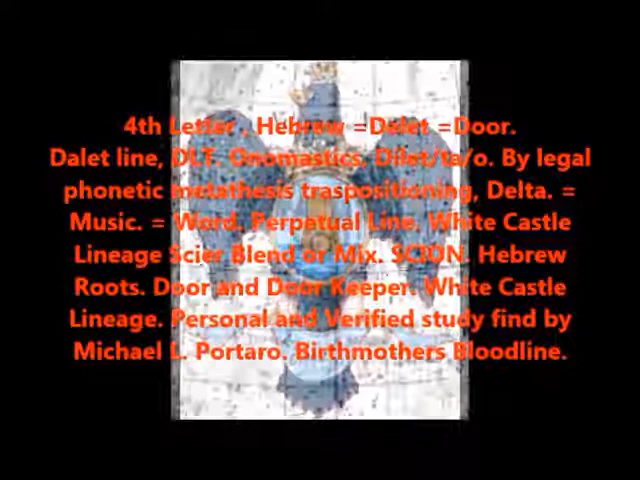 4th Letter , Hebrew =Dalet =Door.
Dalet line, DLT. Onomastics, Dilet/ta/o. By legal
phonetic metathesis traspositioning, Delta. =
Music. = Word. Perpetual Line. White Castle
Lineage Scier Blend or Mix. SCION. Hebrew
Roots. Door and Door Keeper. White Castle
Lineage. Personal and Verified study find by
Michael L. Portaro. Birthmothers Bloodline.